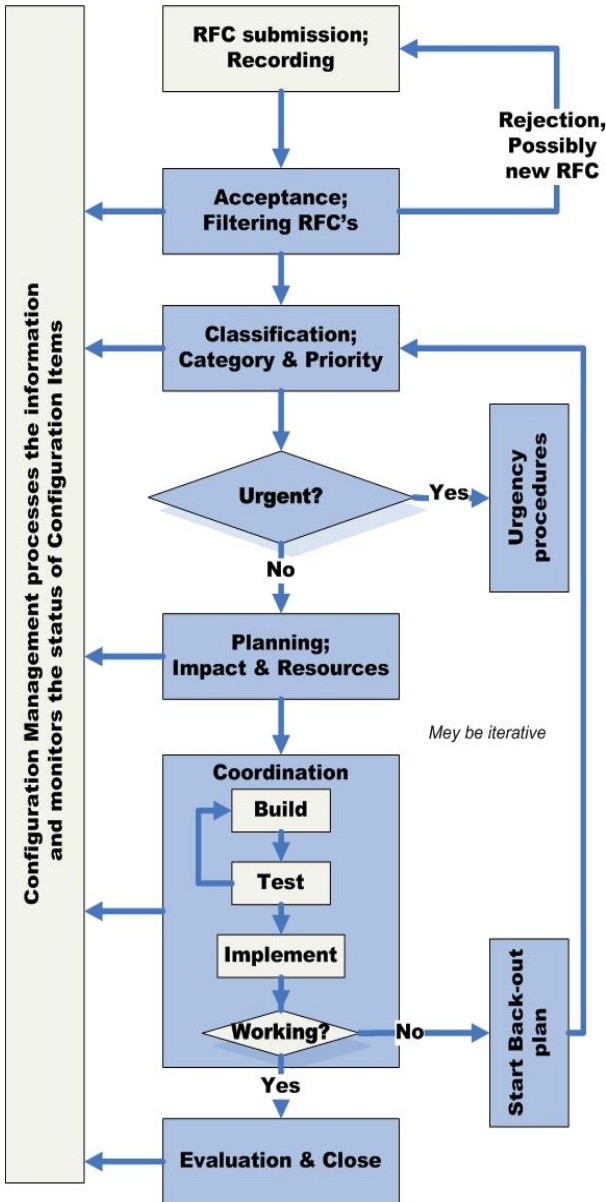 RFC submission;
Recording
Rejection,
Possibly
new RFC
Acceptance;
Filtering RFC's
Classification;
Category & Priority
Urgent?
Yes
Urgency
procedures
No
Planning;
Impact & Resources
Mey be iterative
Coordination
Build
Test
Implement
Working?
No
Start Back-out
plan
Yes
Evaluation & Close
Configuration Management processes the information
and monitors the status of Configuration Items